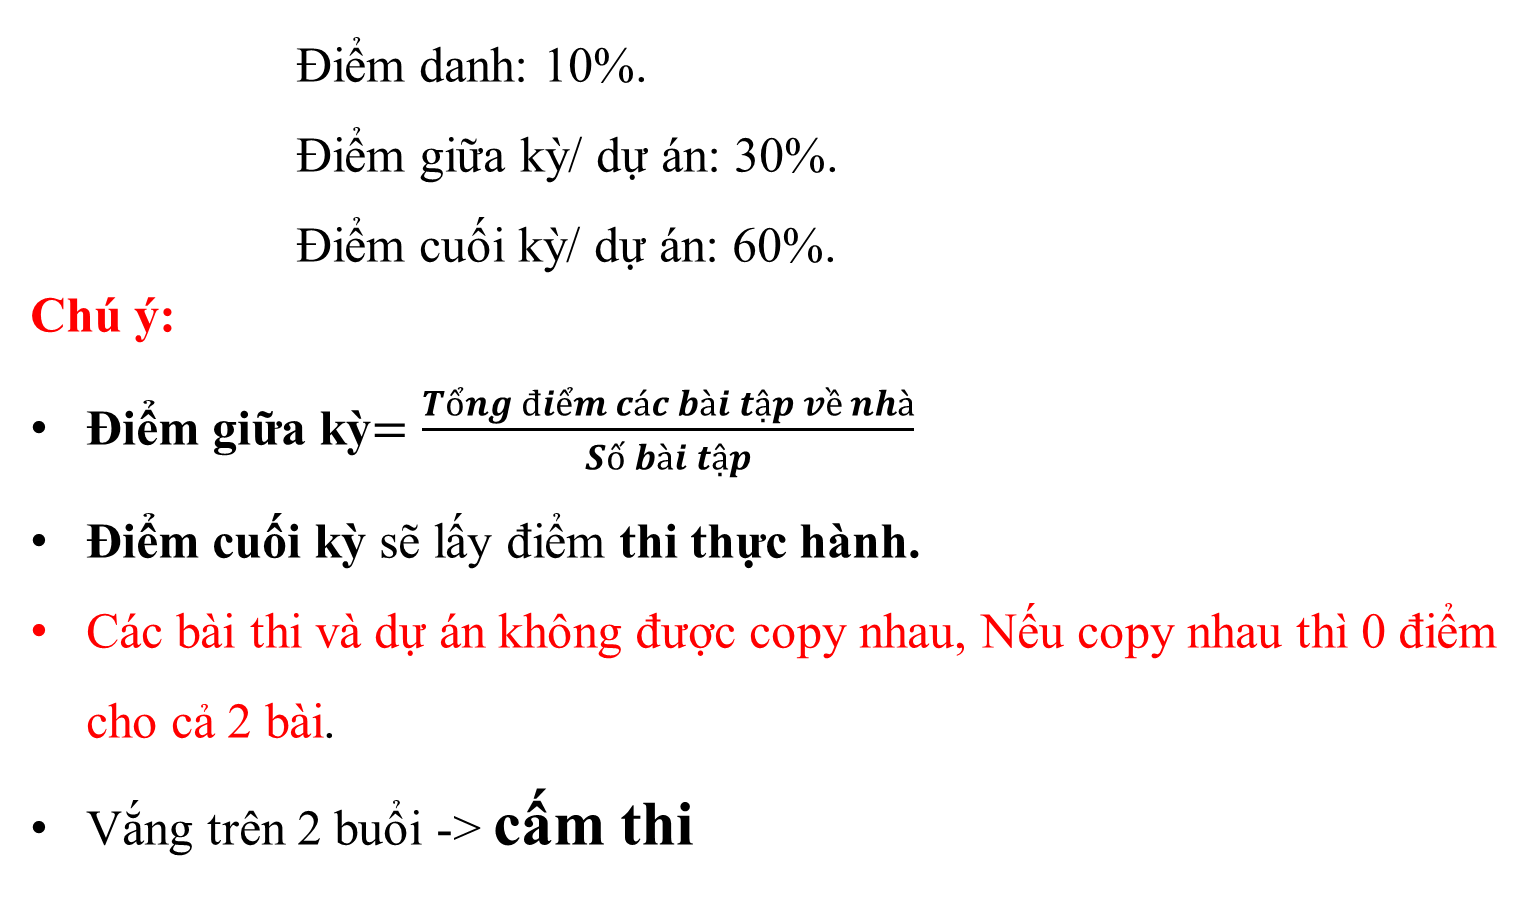 Điểm danh: 10%.
Điểm giữa kỳ/ dự án: 30%.
Điểm cuối kỳ/ dự án: 60%.
Chú ý:
• Điểm giữa kỳ= Tổng điểm các bài tập về nhà
Số bài tập
• Điểm cuối kỳ sẽ lấy điểm thi thực hành.
• Các bài thi và dự án không được copy nhau, Nếu copy nhau thì 0 điểm
cho cả 2 bài.
• Vắng trên 2 buổi -> cấm thi